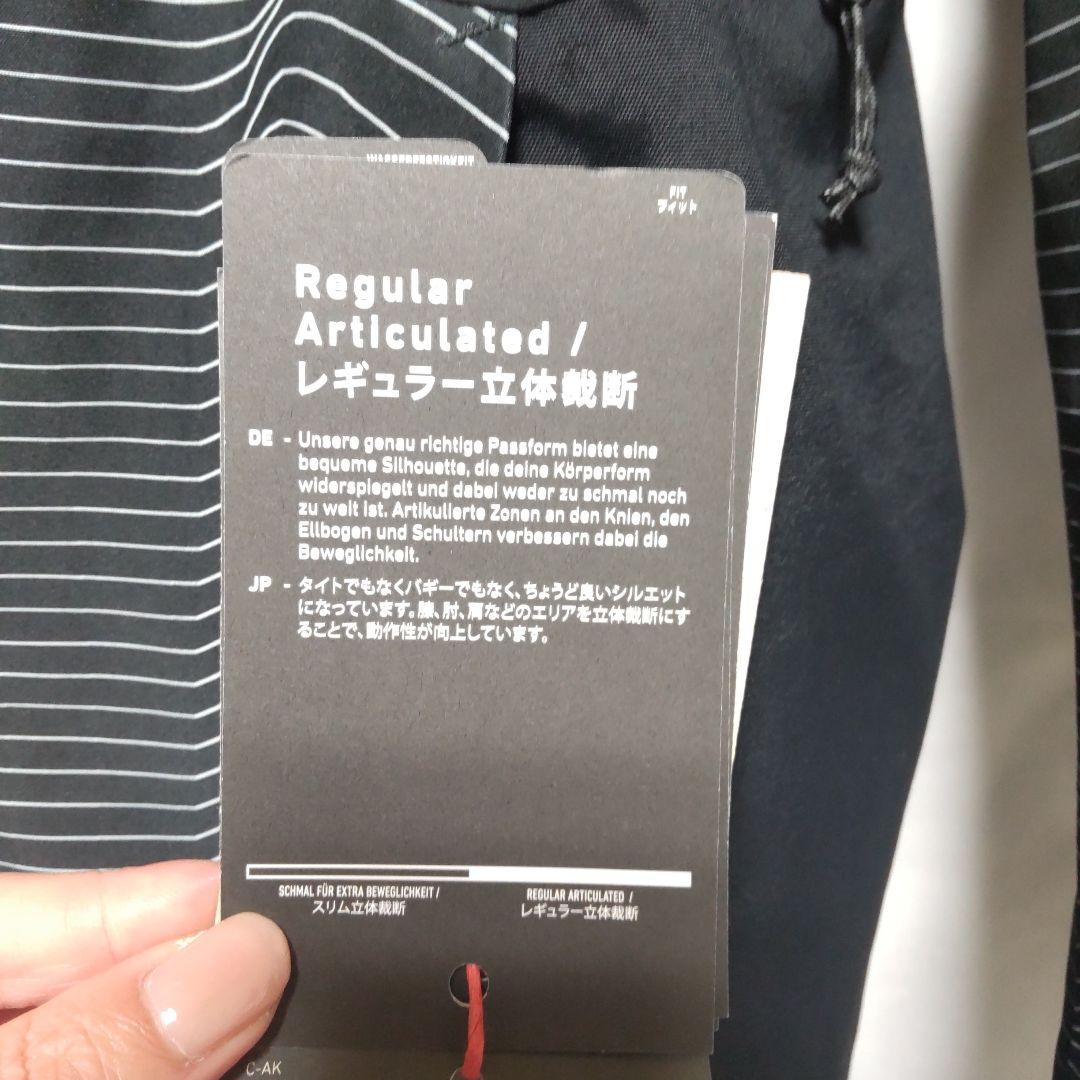 WASSERFESTIGKEIT
FIT
フィット
Regular
Articulated /
レギュラー立体裁断
DE - Unsere genau richtige Passform bietet eine
bequeme Silhouette, die deine Körperform
widerspiegelt und dabei weder zu schmal noch
zu weit ist. Artikulierte Zonen an den Knien, den
Ellbogen und Schultern verbessern dabei die
Beweglichkeit.
JP - タイトでもなくバギーでもなく、ちょうど良いシルエット
になっています。膝、肘、肩などのエリアを立体裁断にす
ることで、動作性が向上しています。
SCHMAL FÜR EXTRA BEWEGLICHKEIT /
スリム立体裁断
REGULAR ARTICULATED /
レギュラー立体裁断
C-AK